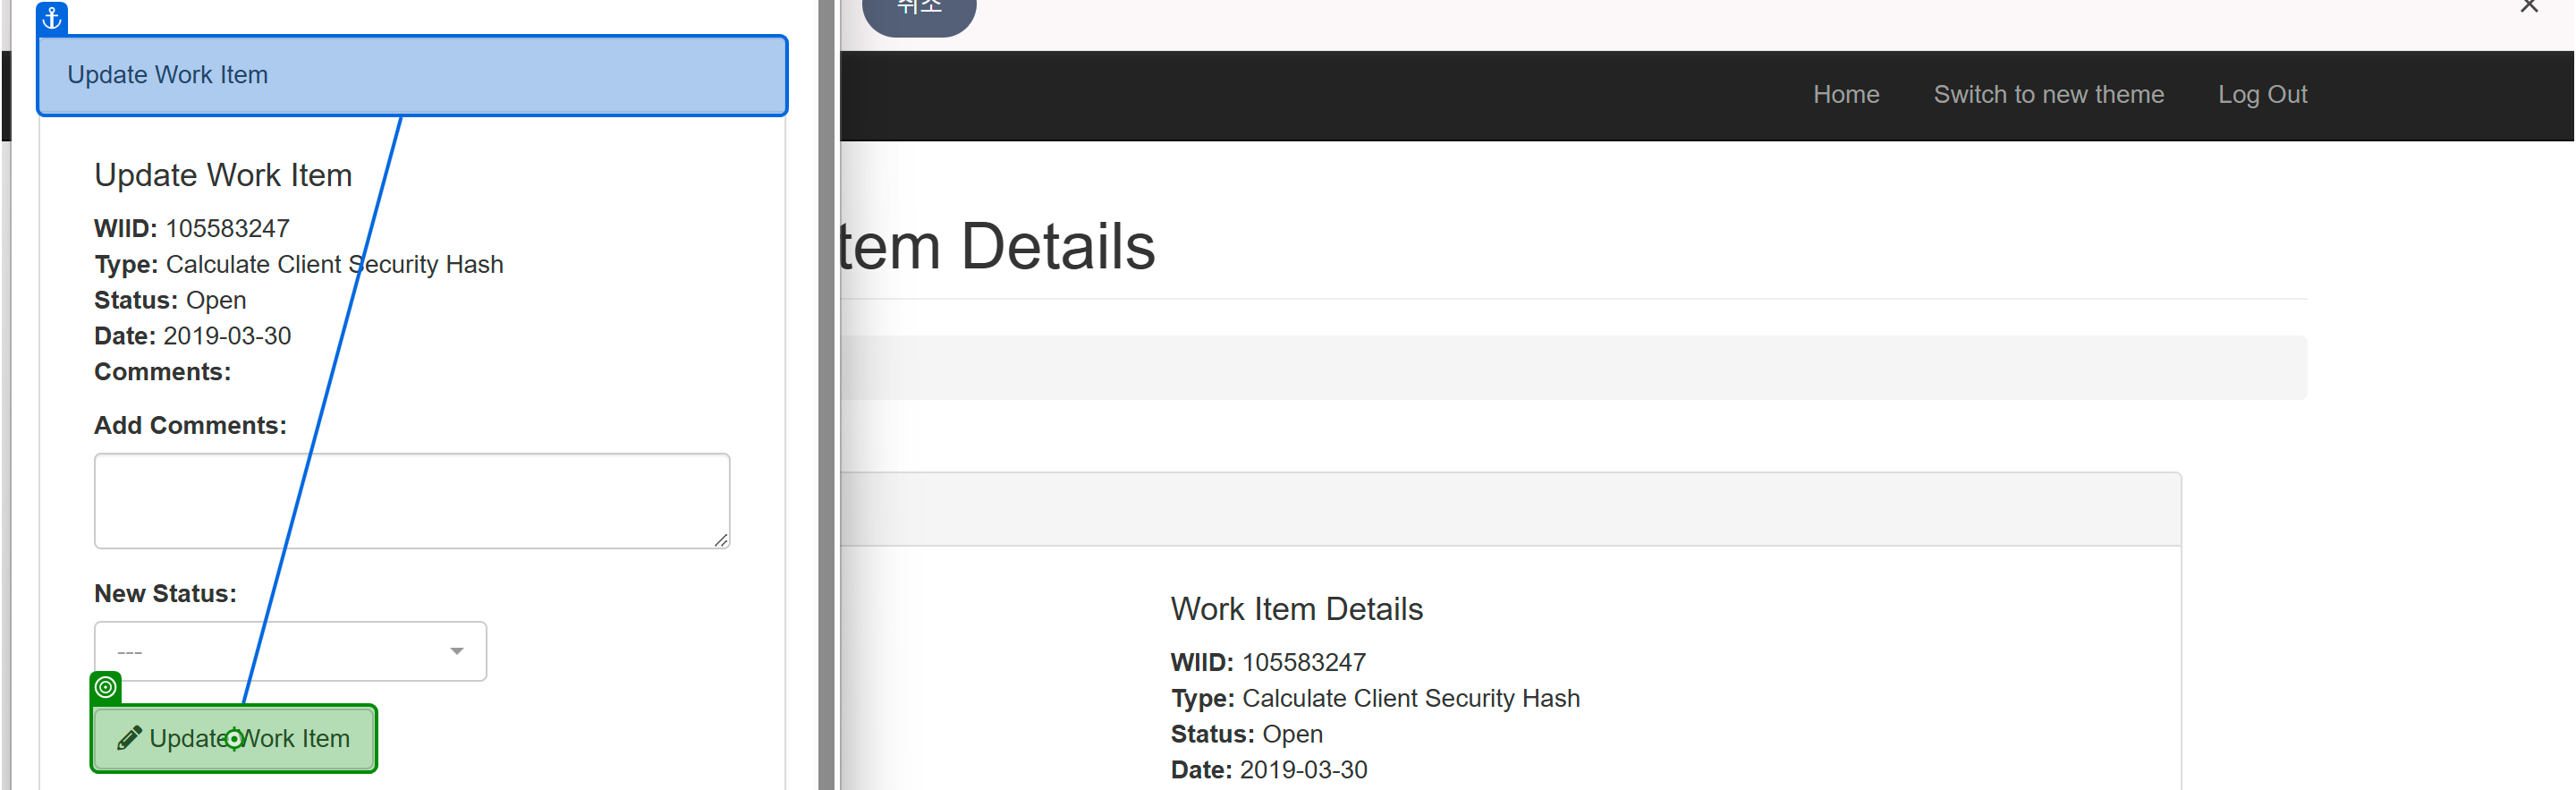 취소
Update Work Item
Home Switch to new theme Log Out
Update Work Item
WIID: 105583247
Type: Calculate Client Security Hash
Status: Open
Date: 2019-03-30
Comments:
Add Comments:
New Status:
---
Update Work Item
tem Details
Work Item Details
WIID: 105583247
Type: Calculate Client Security Hash
Status: Open
Date: 2019-03-30